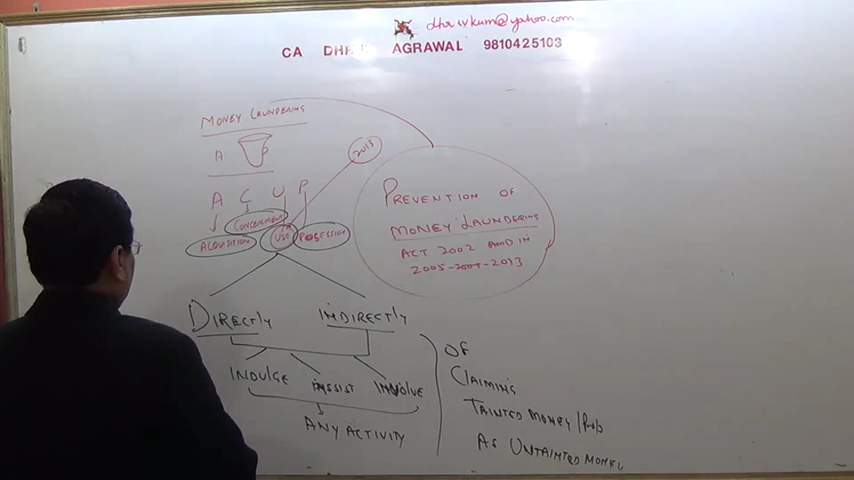 dhruvkum@yahoo.com
CA DHR AGRAWAL 9810425103
MONEY LAUNDERING
A P
2013
A C U P
CONCEALMENT
ACQUISITION USE POSSESSION
PREVENTION OF
MONEY LAUNDERING
ACT 2002 AMD IN
2005-2009-2013
DIRECTLY INDIRECTLY
INDULGE ASSIST INVOLVE
ANY ACTIVITY
OF
CLAIMING
TAINTED MONEY/Prop
AS UNTAINTED MONEY